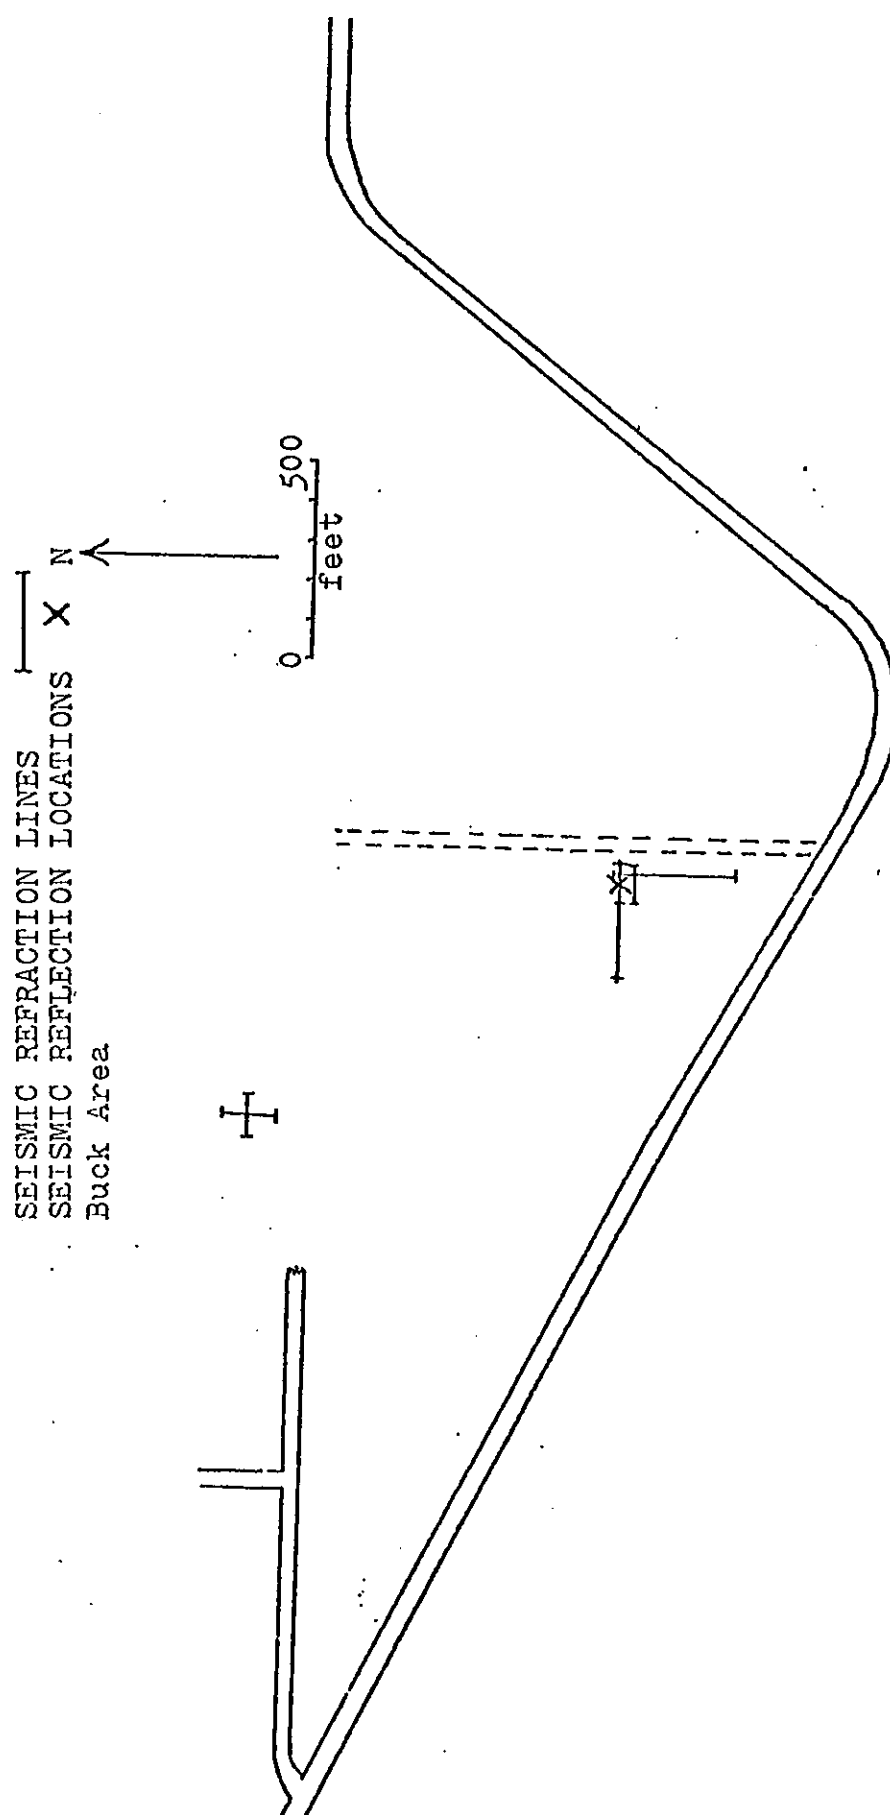 SEISMIC REFRACTION LINES
SEISMIC REFLECTION LOCATIONS X
Buck Area
N
0 500
feet